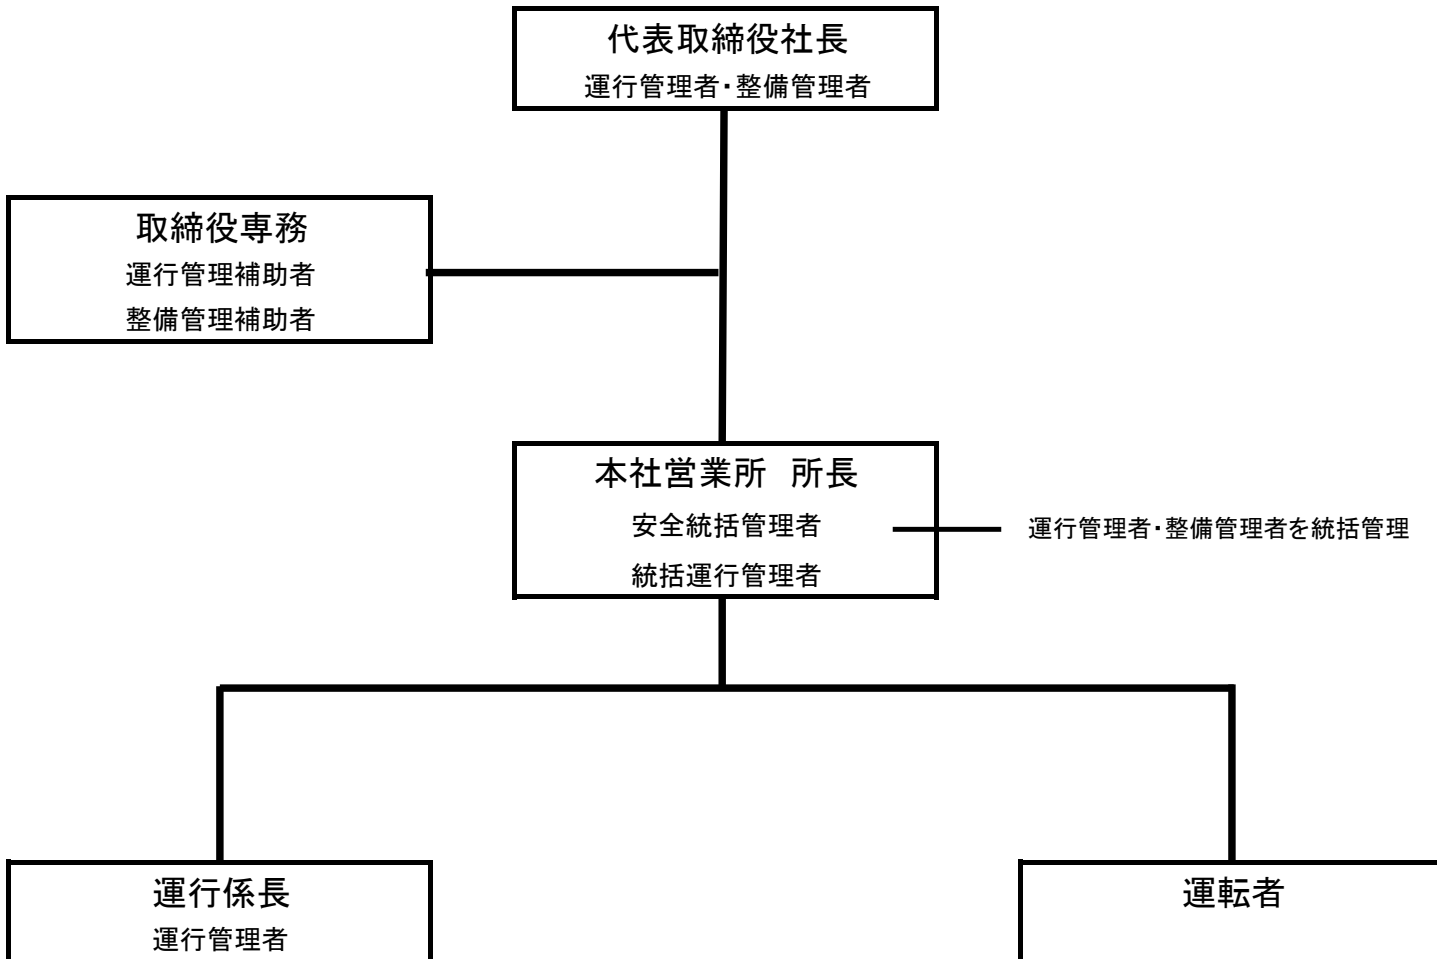 代表取締役社長
運行管理者・整備管理者
取締役専務
運行管理補助者
整備管理補助者
本社営業所　所長
安全統括管理者
運行管理者・整備管理者を統括管理
統括運行管理者
運行係長
運行管理者
運転者